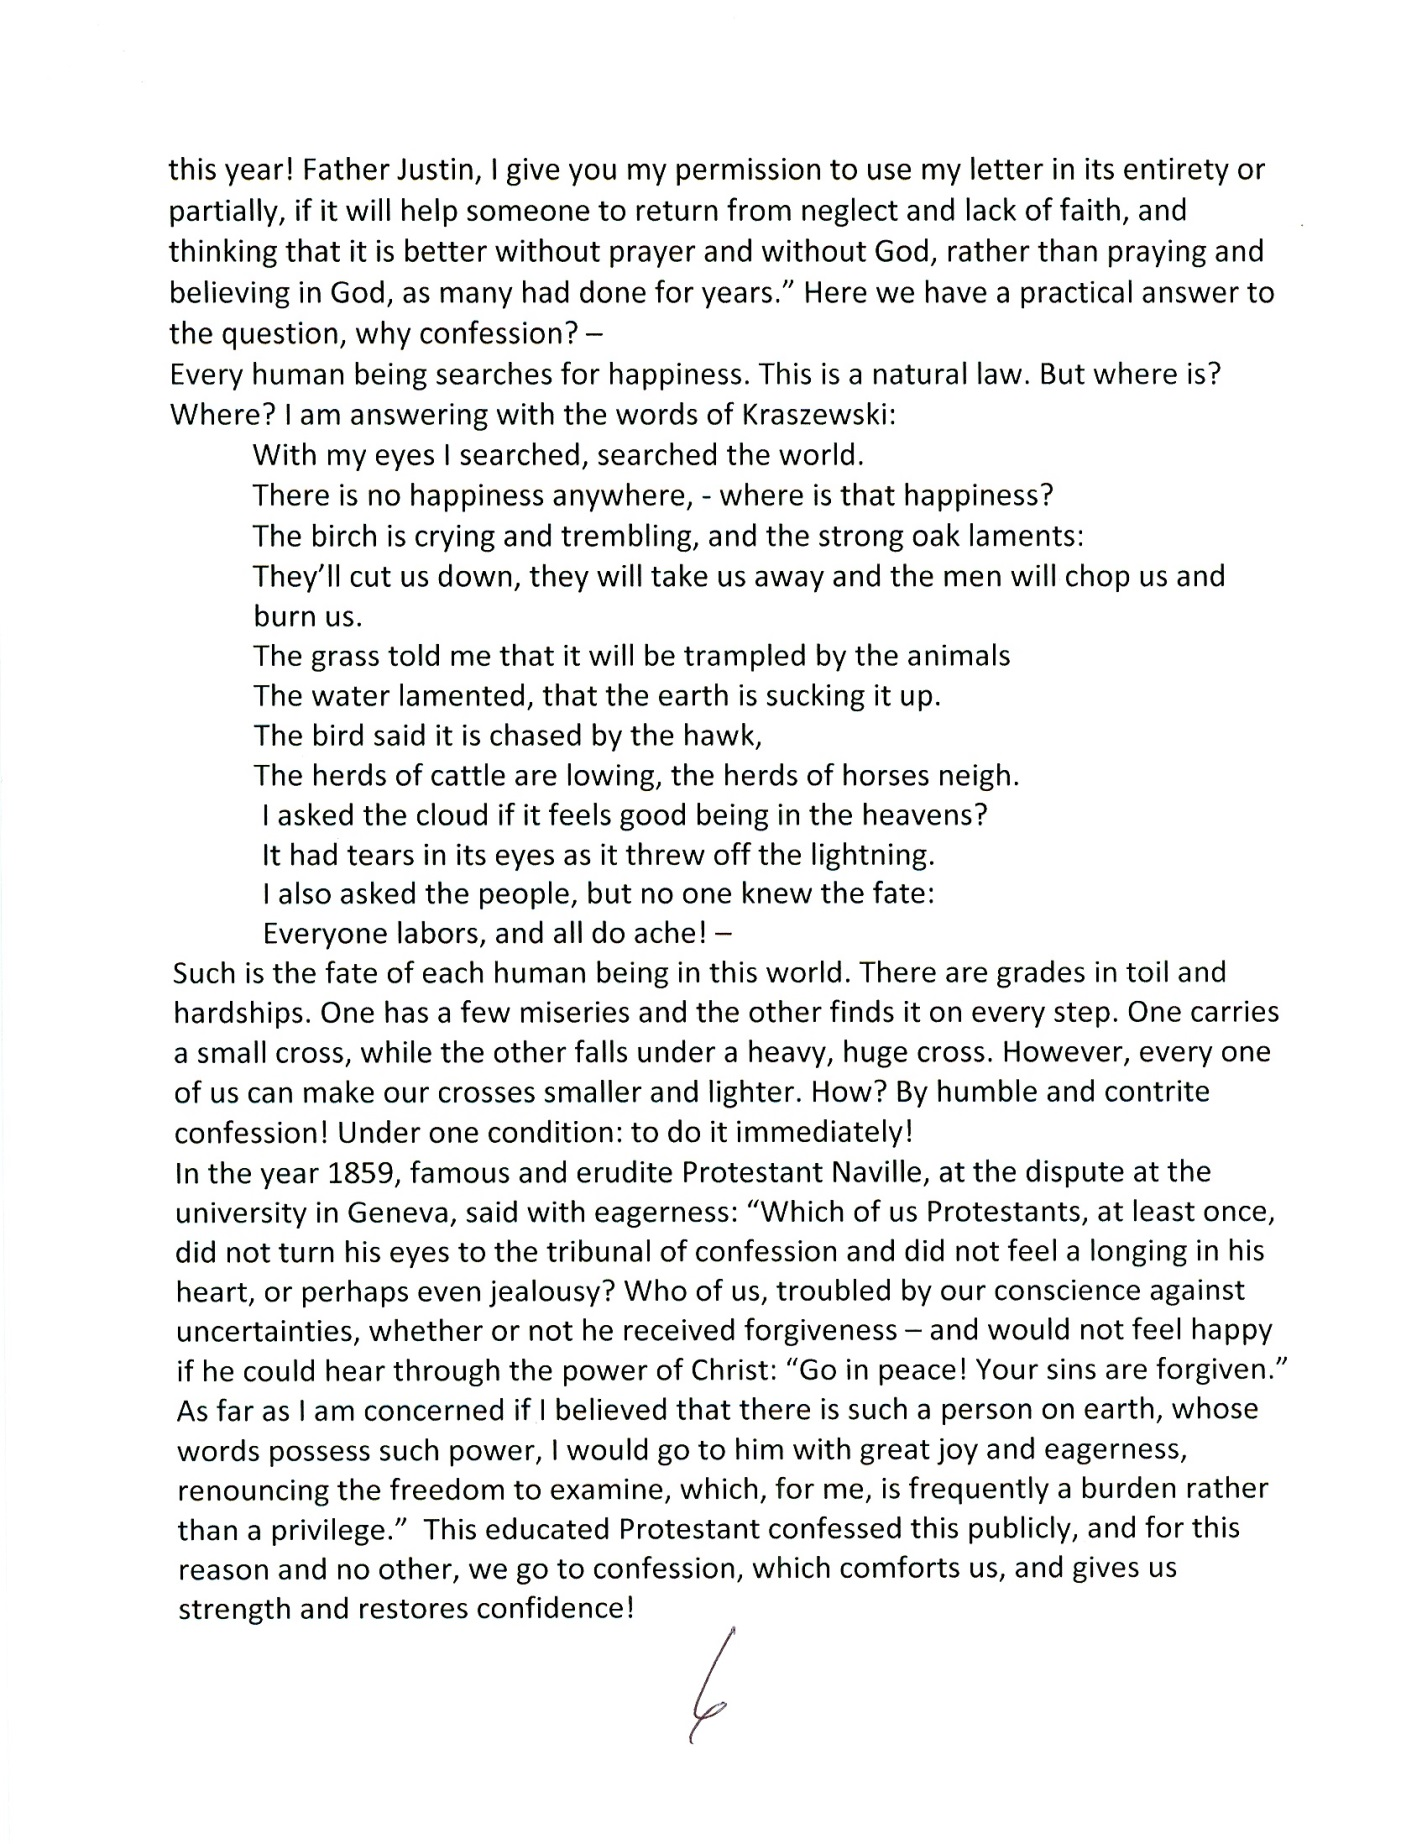 this year! Father Justin, I give you my permission to use my letter in its entirety or
partially, if it will help someone to return from neglect and lack of faith, and
thinking that it is better without prayer and without God, rather than praying and
believing in God, as many had done for years.” Here we have a practical answer to
the question, why confession? –
Every human being searches for happiness. This is a natural law. But where is?
Where? I am answering with the words of Kraszewski:
With my eyes I searched, searched the world.
There is no happiness anywhere, - where is that happiness?
The birch is crying and trembling, and the strong oak laments:
They’ll cut us down, they will take us away and the men will chop us and
burn us.
The grass told me that it will be trampled by the animals
The water lamented, that the earth is sucking it up.
The bird said it is chased by the hawk,
The herds of cattle are lowing, the herds of horses neigh.
I asked the cloud if it feels good being in the heavens?
It had tears in its eyes as it threw off the lightning.
I also asked the people, but no one knew the fate:
Everyone labors, and all do ache! –
Such is the fate of each human being in this world. There are grades in toil and
hardships. One has a few miseries and the other finds it on every step. One carries
a small cross, while the other falls under a heavy, huge cross. However, every one
of us can make our crosses smaller and lighter. How? By humble and contrite
confession! Under one condition: to do it immediately!
In the year 1859, famous and erudite Protestant Naville, at the dispute at the
university in Geneva, said with eagerness: “Which of us Protestants, at least once,
did not turn his eyes to the tribunal of confession and did not feel a longing in his
heart, or perhaps even jealousy? Who of us, troubled by our conscience against
uncertainties, whether or not he received forgiveness – and would not feel happy
if he could hear through the power of Christ: “Go in peace! Your sins are forgiven.”
As far as I am concerned if I believed that there is such a person on earth, whose
words possess such power, I would go to him with great joy and eagerness,
renouncing the freedom to examine, which, for me, is frequently a burden rather
than a privilege.”  This educated Protestant confessed this publicly, and for this
reason and no other, we go to confession, which comforts us, and gives us
strength and restores confidence!
6